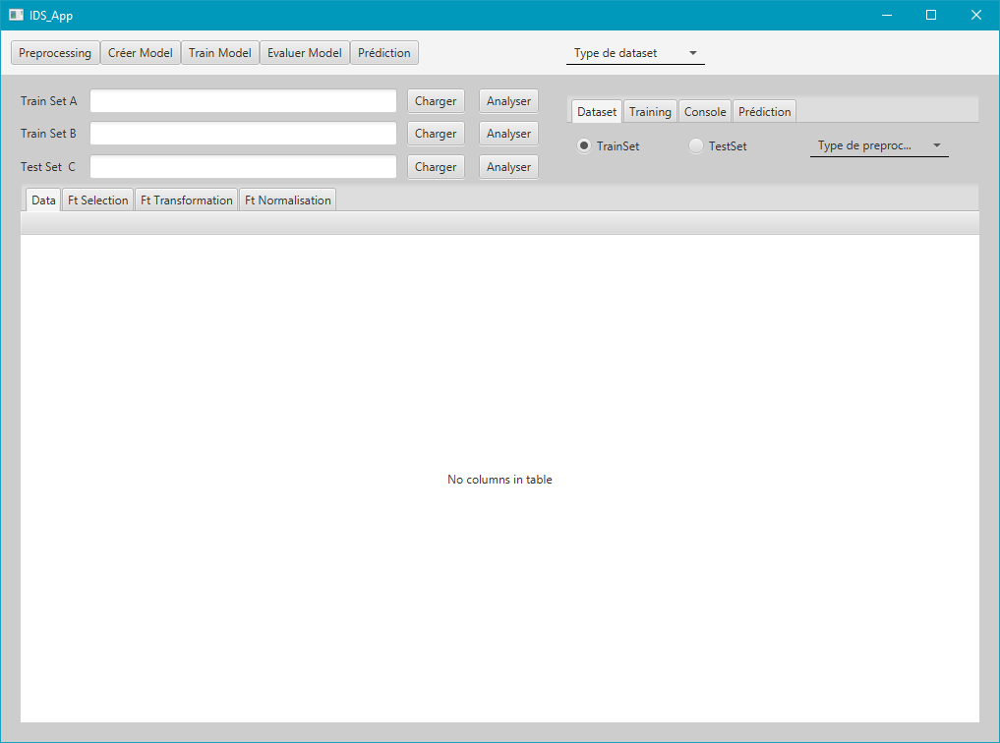 IDS_App
Preprocessing Créer Model Train Model Evaluer Model Prédiction Type de dataset
Train Set A Charger Analyser
Dataset Training Console Prédiction
Train Set B Charger Analyser
TrainSet TestSet Type de preproc...
Test Set C Charger Analyser
Data Ft Selection Ft Transformation Ft Normalisation
No columns in table